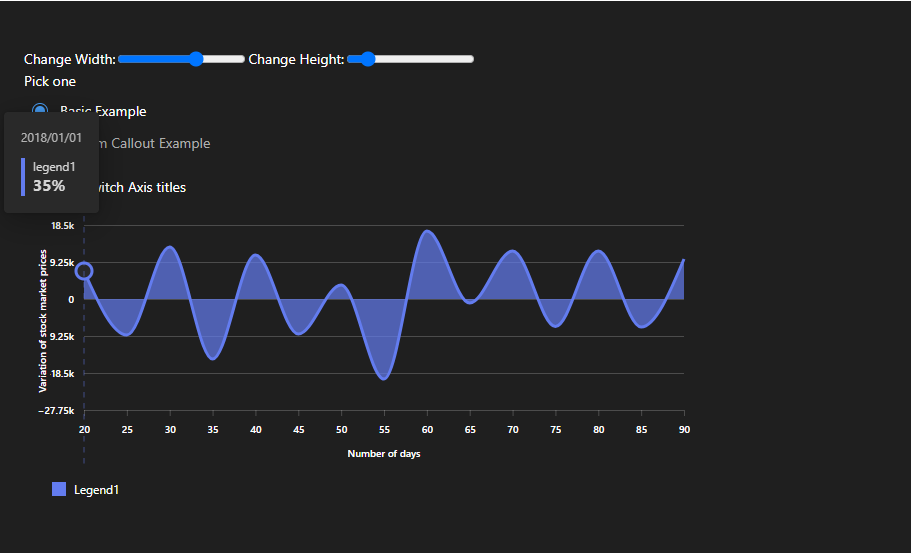 Change Width:
Change Height:
Pick one
Basic Example
m Callout Example
witch Axis titles
2018/01/01
legend1
35%
Variation of stock market prices
18.5k
9.25k
0
9.25k
-18.5k
−27.75k
20 25 30 35 40 45 50 55 60 65 70 75 80 85 90
Number of days
Legend1